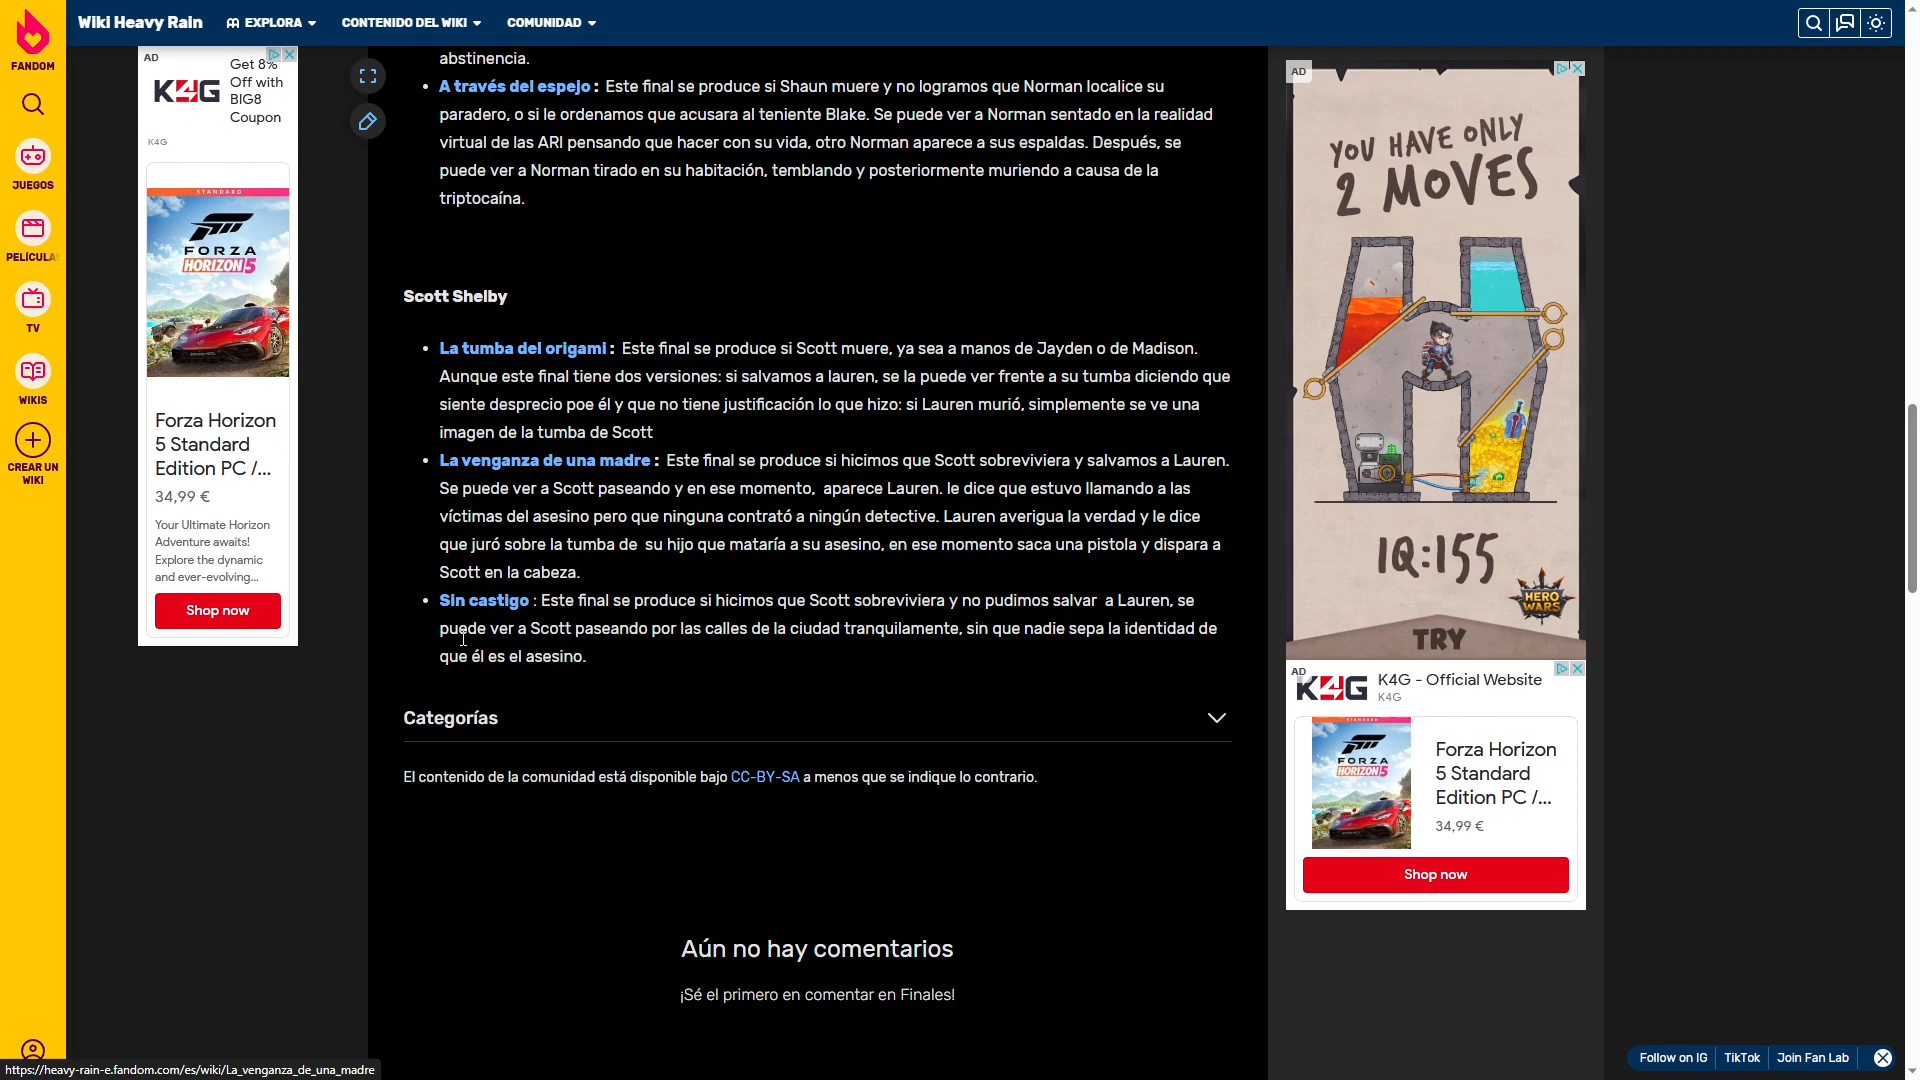 Wiki Heavy Rain
EXPLORA
CONTENIDO DEL WIKI
COMUNIDAD
FANDOM
JUEGOS
PELÍCULA
TV
WIKIS
CREAR UN
WIKI
AD
K4G
Get 8%
Off with
BIG8
Coupon
K4G
STANDARD
FORZA
HORIZON 5
Forza Horizon
5 Standard
Edition PC /...
34,99 €
Your Ultimate Horizon
Adventure awaits!
Explore the dynamic
and ever-evolving...
Shop now
abstinencia.
A través del espejo : Este final se produce si Shaun muere y no logramos que Norman localice su
paradero, o si le ordenamos que acusara al teniente Blake. Se puede ver a Norman sentado en la realidad
virtual de las ARI pensando que hacer con su vida, otro Norman aparece a sus espaldas. Después, se
puede ver a Norman tirado en su habitación, temblando y posteriormente muriendo a causa de la
triptocaína.
Scott Shelby
La tumba del origami : Este final se produce si Scott muere, ya sea a manos de Jayden o de Madison.
Aunque este final tiene dos versiones: si salvamos a lauren, se la puede ver frente a su tumba diciendo que
siente desprecio poe él y que no tiene justificación lo que hizo: si Lauren murió, simplemente se ve una
imagen de la tumba de Scott
La venganza de una madre : Este final se produce si hicimos que Scott sobreviviera y salvamos a Lauren.
Se puede ver a Scott paseando y en ese momento, aparece Lauren. le dice que estuvo llamando a las
víctimas del asesino pero que ninguna contrató a ningún detective. Lauren averigua la verdad y le dice
que juró sobre la tumba de su hijo que mataría a su asesino, en ese momento saca una pistola y dispara a
Scott en la cabeza.
Sin castigo : Este final se produce si hicimos que Scott sobreviviera y no pudimos salvar a Lauren, se
puede ver a Scott paseando por las calles de la ciudad tranquilamente, sin que nadie sepa la identidad de
que él es el asesino.
Categorías
El contenido de la comunidad está disponible bajo CC-BY-SA a menos que se indique lo contrario.
Aún no hay comentarios
¡Sé el primero en comentar en Finales!
AD
YOU HAVE ONLY
2 MOVES
IQ:155
HERO
WARS
TRY
AD
K4G
K4G - Official Website
K4G
STANDARD
FORZA
HORIZON 5
Forza Horizon
5 Standard
Edition PC /...
34,99 €
Shop now
Follow on IG
TikTok
Join Fan Lab
https://heavy-rain-e.fandom.com/es/wiki/La_venganza_de_una_madre